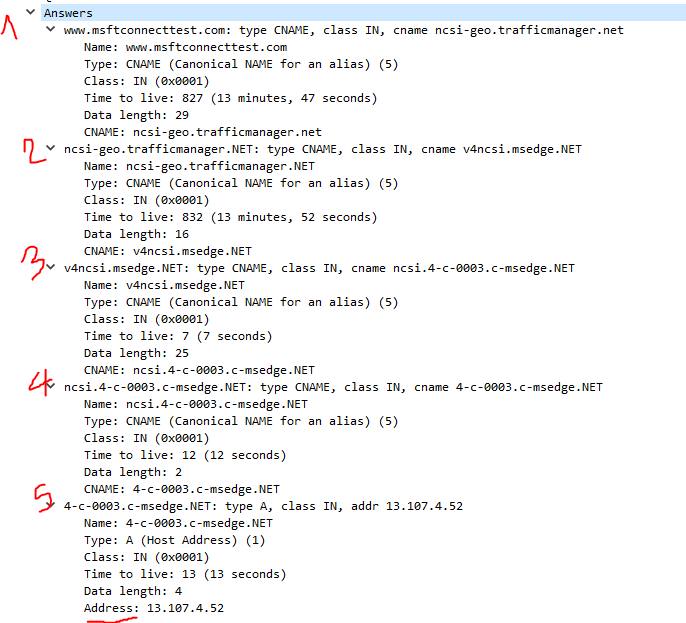 Answers
1
www.msftconnecttest.com: type CNAME, class IN, cname ncsi-geo.trafficmanager.net
Name: www.msftconnecttest.com
Type: CNAME (Canonical NAME for an alias) (5)
Class: IN (0x0001)
Time to live: 827 (13 minutes, 47 seconds)
Data length: 29
CNAME: ncsi-geo.trafficmanager.net
2 ncsi-geo.trafficmanager.NET: type CNAME, class IN, cname v4ncsi.msedge.NET
Name: ncsi-geo.trafficmanager.NET
Type: CNAME (Canonical NAME for an alias) (5)
Class: IN (0x0001)
Time to live: 832 (13 minutes, 52 seconds)
Data length: 16
CNAME: v4ncsi.msedge.NET
3 v4ncsi.msedge.NET: type CNAME, class IN, cname ncsi.4-c-0003.c-msedge.NET
Name: v4ncsi.msedge.NET
Type: CNAME (Canonical NAME for an alias) (5)
Class: IN (0x0001)
Time to live: 7 (7 seconds)
Data length: 25
CNAME: ncsi.4-c-0003.c-msedge.NET
4 ncsi.4-c-0003.c-msedge.NET: type CNAME, class IN, cname 4-c-0003.c-msedge.NET
Name: ncsi.4-c-0003.c-msedge.NET
Type: CNAME (Canonical NAME for an alias) (5)
Class: IN (0x0001)
Time to live: 12 (12 seconds)
Data length: 2
CNAME: 4-c-0003.c-msedge.NET
5 4-c-0003.c-msedge.NET: type A, class IN, addr 13.107.4.52
Name: 4-c-0003.c-msedge.NET
Type: A (Host Address) (1)
Class: IN (0x0001)
Time to live: 13 (13 seconds)
Data length: 4
Address: 13.107.4.52